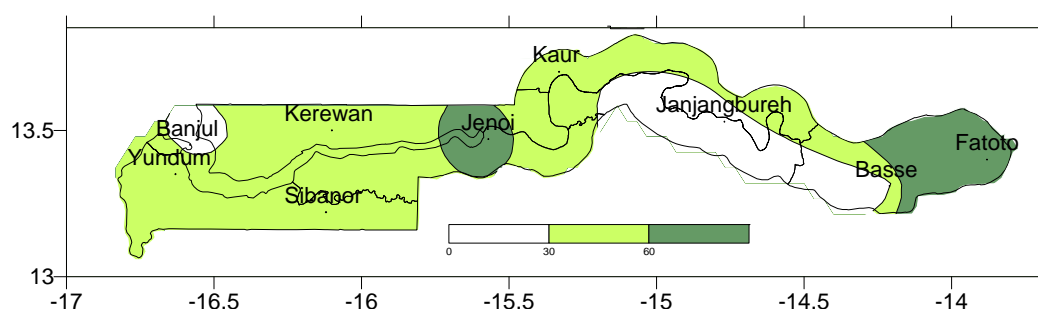 Kaur
Janjangbureh
Kerewan
Jenoi
Banjul
13.5
Fatoto
Yundum
Basse
Sibanor
0
30
60
13
-17
-16.5
-16
-15.5
-15
-14.5
-14